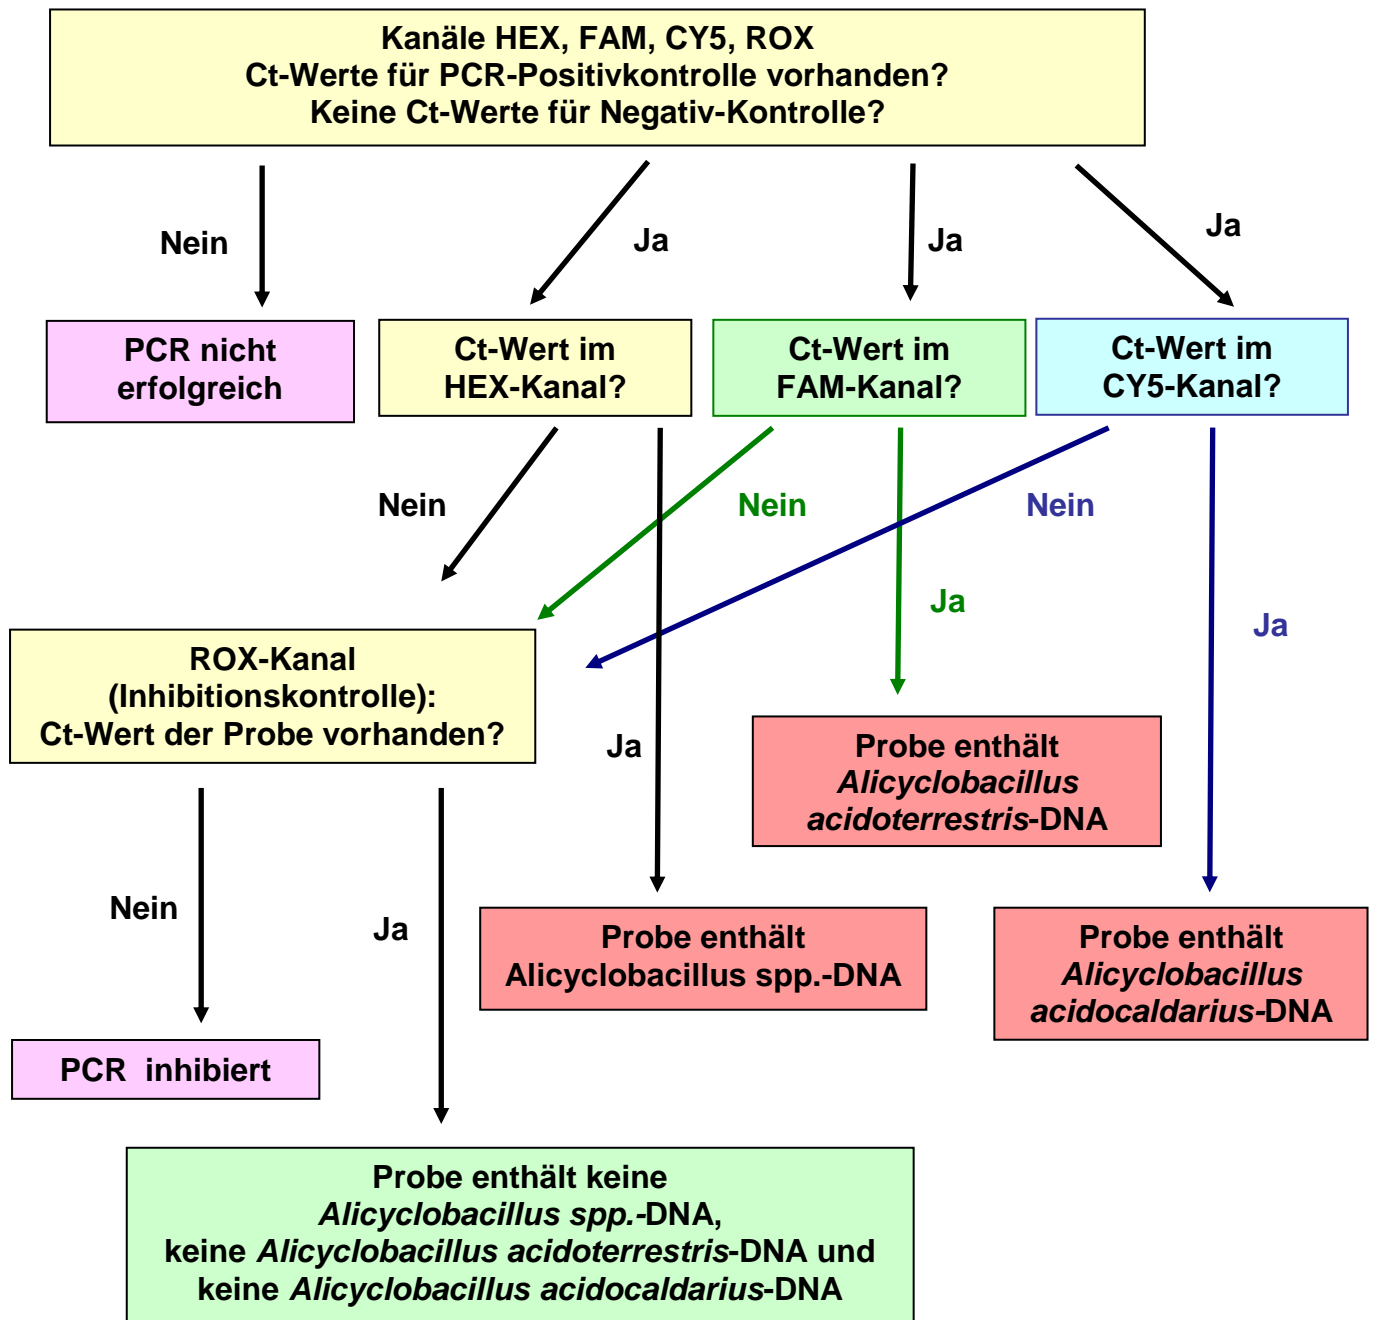 Kanäle HEX, FAM, CY5, ROX
Ct-Werte für PCR-Positivkontrolle vorhanden?
Keine Ct-Werte für Negativ-Kontrolle?
Nein
Ja
Ja
Ja
PCR nicht
erfolgreich
Ct-Wert im
HEX-Kanal?
Ct-Wert im
FAM-Kanal?
Ct-Wert im
CY5-Kanal?
Nein
Nein
Nein
Ja
Ja
ROX-Kanal
(Inhibitionskontrolle):
Ct-Wert der Probe vorhanden?
Ja
Probe enthält
Alicyclobacillus
acidoterrestris-DNA
Nein
Ja
Probe enthält
Alicyclobacillus spp.-DNA
Probe enthält
Alicyclobacillus
acidocaldarius-DNA
PCR  inhibiert
Probe enthält keine
Alicyclobacillus spp.-DNA,
keine Alicyclobacillus acidoterrestris-DNA und
keine Alicyclobacillus acidocaldarius-DNA